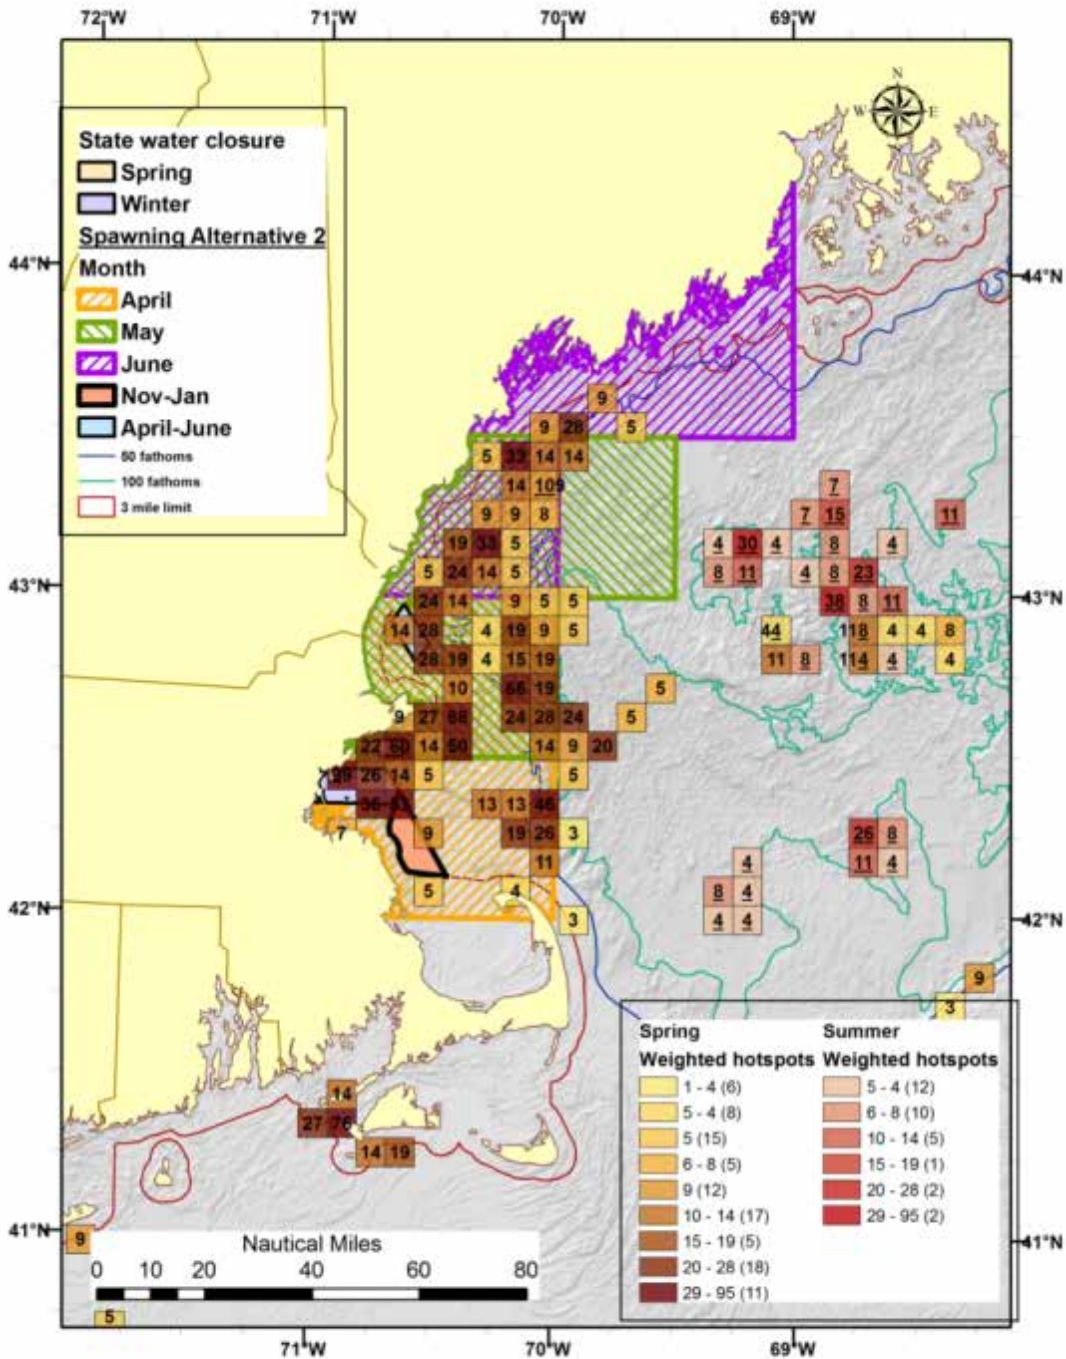 72°W 71°W 70°W 69°W
N
W E
State water closure
Spring
Winter
Spawning Alternative 2
Month
April
May
June
Nov-Jan
April-June
50 fathoms
100 fathoms
3 mile limit
44°N 44°N
9
9 28 5
5 33 14 14
7
14 109
9 9 8 7 15 11
19 33 5 4 30 4 8 4
5 24 14 5 8 11 4 8 23
43°N 43°N
24 14 9 5 5 38 8 11
14 28 4 19 9 5 44 118 4 4 8
28 19 4 15 19 11 8 114 4 4
10 66 19 5
9 27 68 24 28 24 5
22 60 14 50 14 9 20
26 14 5 5
13 13 46
7 9 19 26 3 26 8
11 4 11 4
5 4 8 4
42°N 42°N
3 4 4
9
3
14
27 76
14 19
41°N 41°N
9
5
Nautical Miles
0 10 20 40 60 80
Spring
Weighted hotspots
1 - 4 (6)
5 - 4 (8)
5 (15)
6 - 8 (5)
9 (12)
10 - 14 (17)
15 - 19 (5)
20 - 28 (18)
29 - 95 (11)
Summer
Weighted hotspots
5 - 4 (12)
6 - 8 (10)
10 - 14 (5)
15 - 19 (1)
20 - 28 (2)
29 - 95 (2)
71°W 70°W 69°W